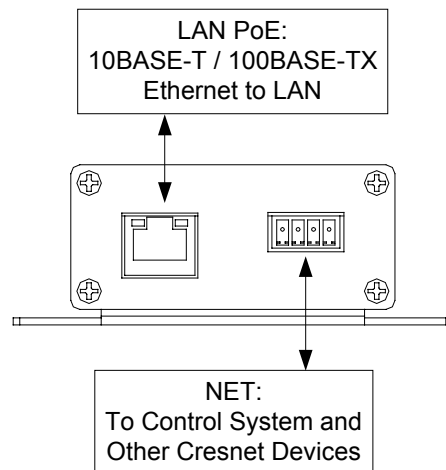 LAN PoE:
10BASE-T / 100BASE-TX
Ethernet to LAN
NET:
To Control System and
Other Cresnet Devices